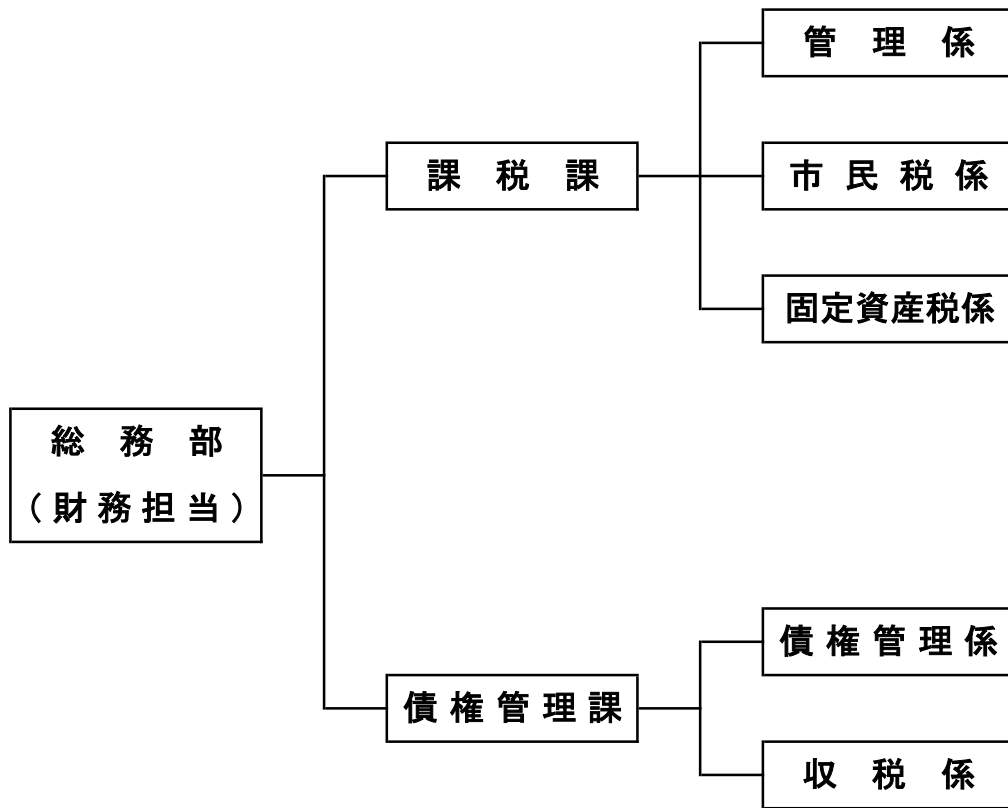 管理係
課税課
市民税係
固定資産税係
総務部
(財務担当)
債権管理係
債権管理課
収税係